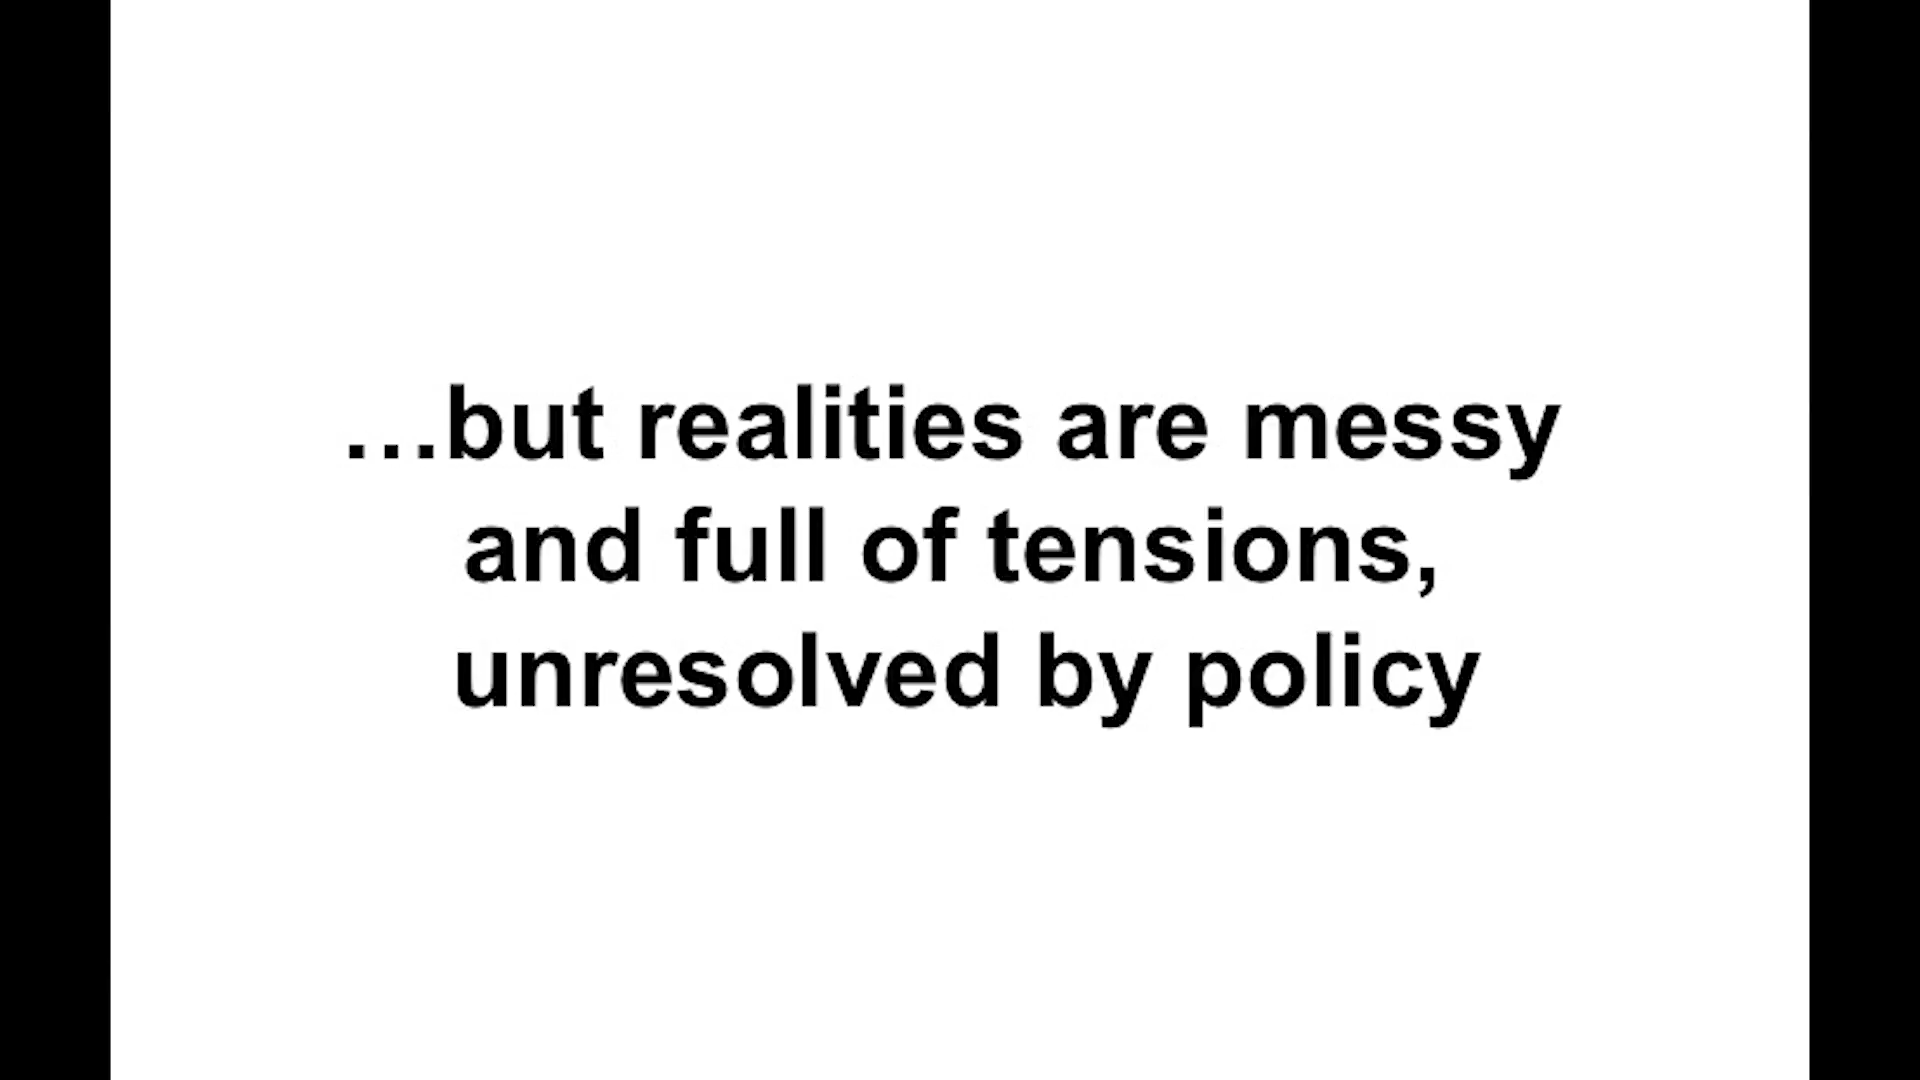 …but realities are messy
and full of tensions,
unresolved by policy